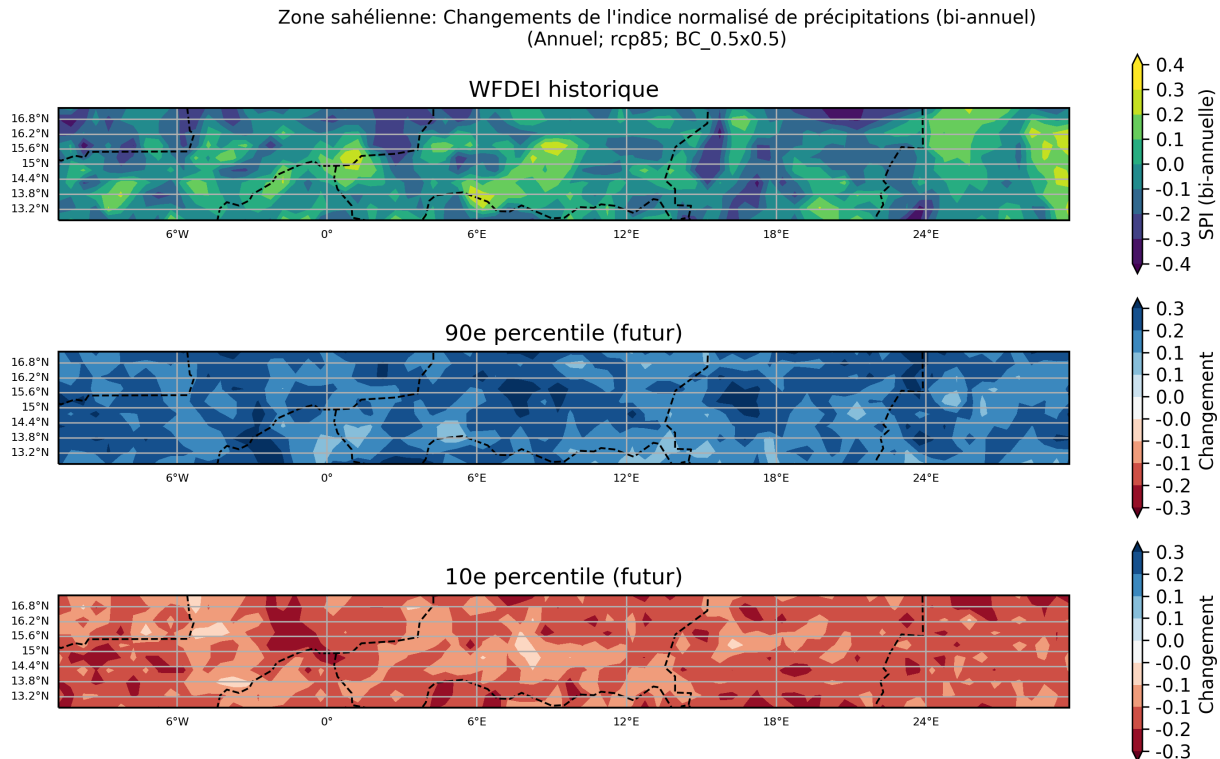 Zone sahélienne: Changements de l'indice normalisé de précipitations (bi-annuel)
(Annuel; rcp85; BC_0.5x0.5)
WFDEI historique
16.8°N
16.2°N
15.6°N
15°N
14.4°N
13.8°N
13.2°N
6°W
0°
6°E
12°E
18°E
24°E
0.4
0.3
0.2
0.1
0.0
-0.1
-0.2
-0.3
-0.4
SPI (bi-annuelle)
90e percentile (futur)
16.8°N
16.2°N
15.6°N
15°N
14.4°N
13.8°N
13.2°N
6°W
0°
6°E
12°E
18°E
24°E
0.3
0.2
0.1
0.1
0.0
-0.0
-0.1
-0.1
-0.2
-0.3
Changement
10e percentile (futur)
16.8°N
16.2°N
15.6°N
15°N
14.4°N
13.8°N
13.2°N
6°W
0°
6°E
12°E
18°E
24°E
0.3
0.2
0.1
0.1
0.0
-0.0
-0.1
-0.1
-0.2
-0.3
Changement